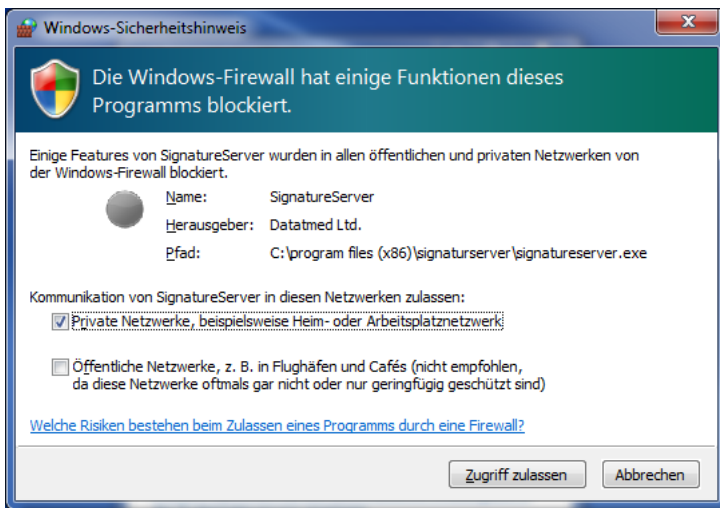 Windows-Sicherheitshinweis
Die Windows-Firewall hat einige Funktionen dieses
Programms blockiert.
Einige Features von SignatureServer wurden in allen öffentlichen und privaten Netzwerken von
der Windows-Firewall blockiert.
Name: SignatureServer
Herausgeber: Datatmed Ltd.
Pfad: C:\program files (x86)\signaturserver\signatureserver.exe
Kommunikation von SignatureServer in diesen Netzwerken zulassen:
Private Netzwerke, beispielsweise Heim- oder Arbeitsplatznetzwerk
Öffentliche Netzwerke, z. B. in Flughäfen und Cafés (nicht empfohlen,
da diese Netzwerke oftmals gar nicht oder nur geringfügig geschützt sind)
Welche Risiken bestehen beim Zulassen eines Programms durch eine Firewall?
Zugriff zulassen Abbrechen